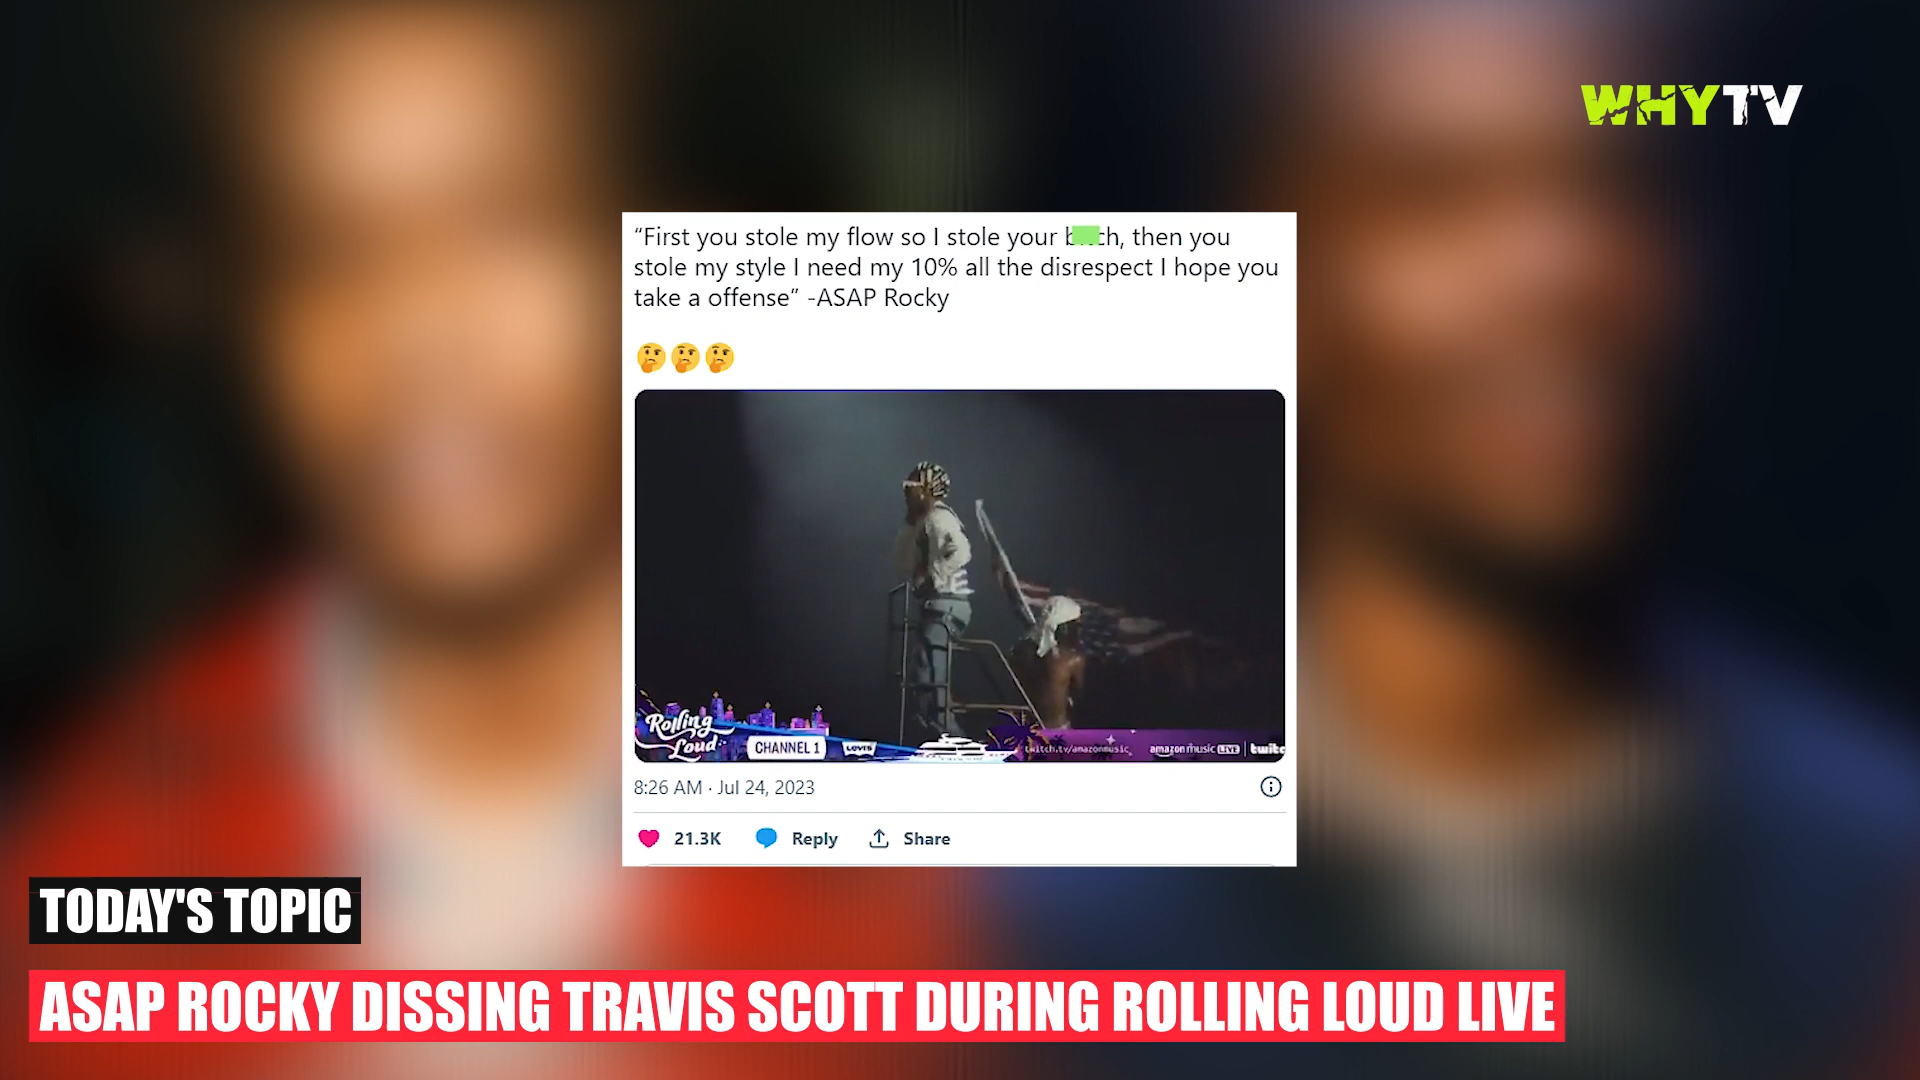 WHYTV
“First you stole my flow so I stole your b ch, then you
stole my style I need my 10% all the disrespect I hope you
take a offense” -ASAP Rocky
🤔🤔🤔
Rolling
Loud
CHANNEL 1
LEVI'S
twitch.tv/amazonmusic
amazon music LIVE
twitc
8:26 AM · Jul 24, 2023
21.3K
Reply
Share
TODAY'S TOPIC
ASAP ROCKY DISSING TRAVIS SCOTT DURING ROLLING LOUD LIVE